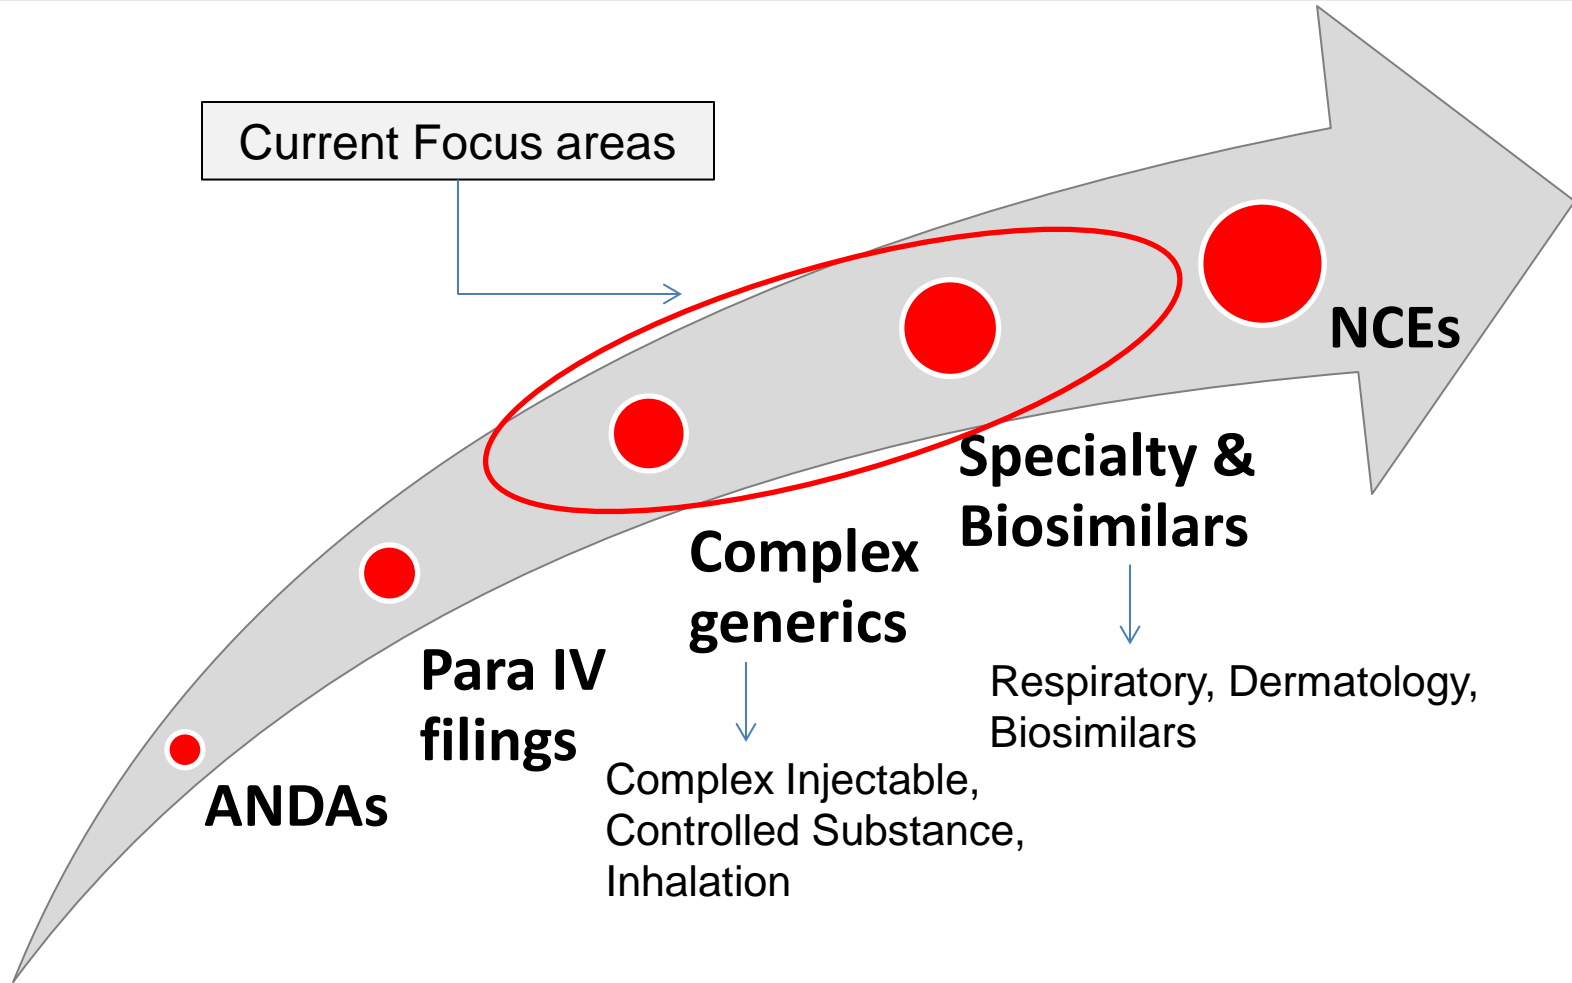 Current Focus areas
NCEs
Specialty &
Biosimilars
Complex
generics
Para IV
filings
ANDAs
Respiratory, Dermatology,
Biosimilars
Complex Injectable,
Controlled Substance,
Inhalation